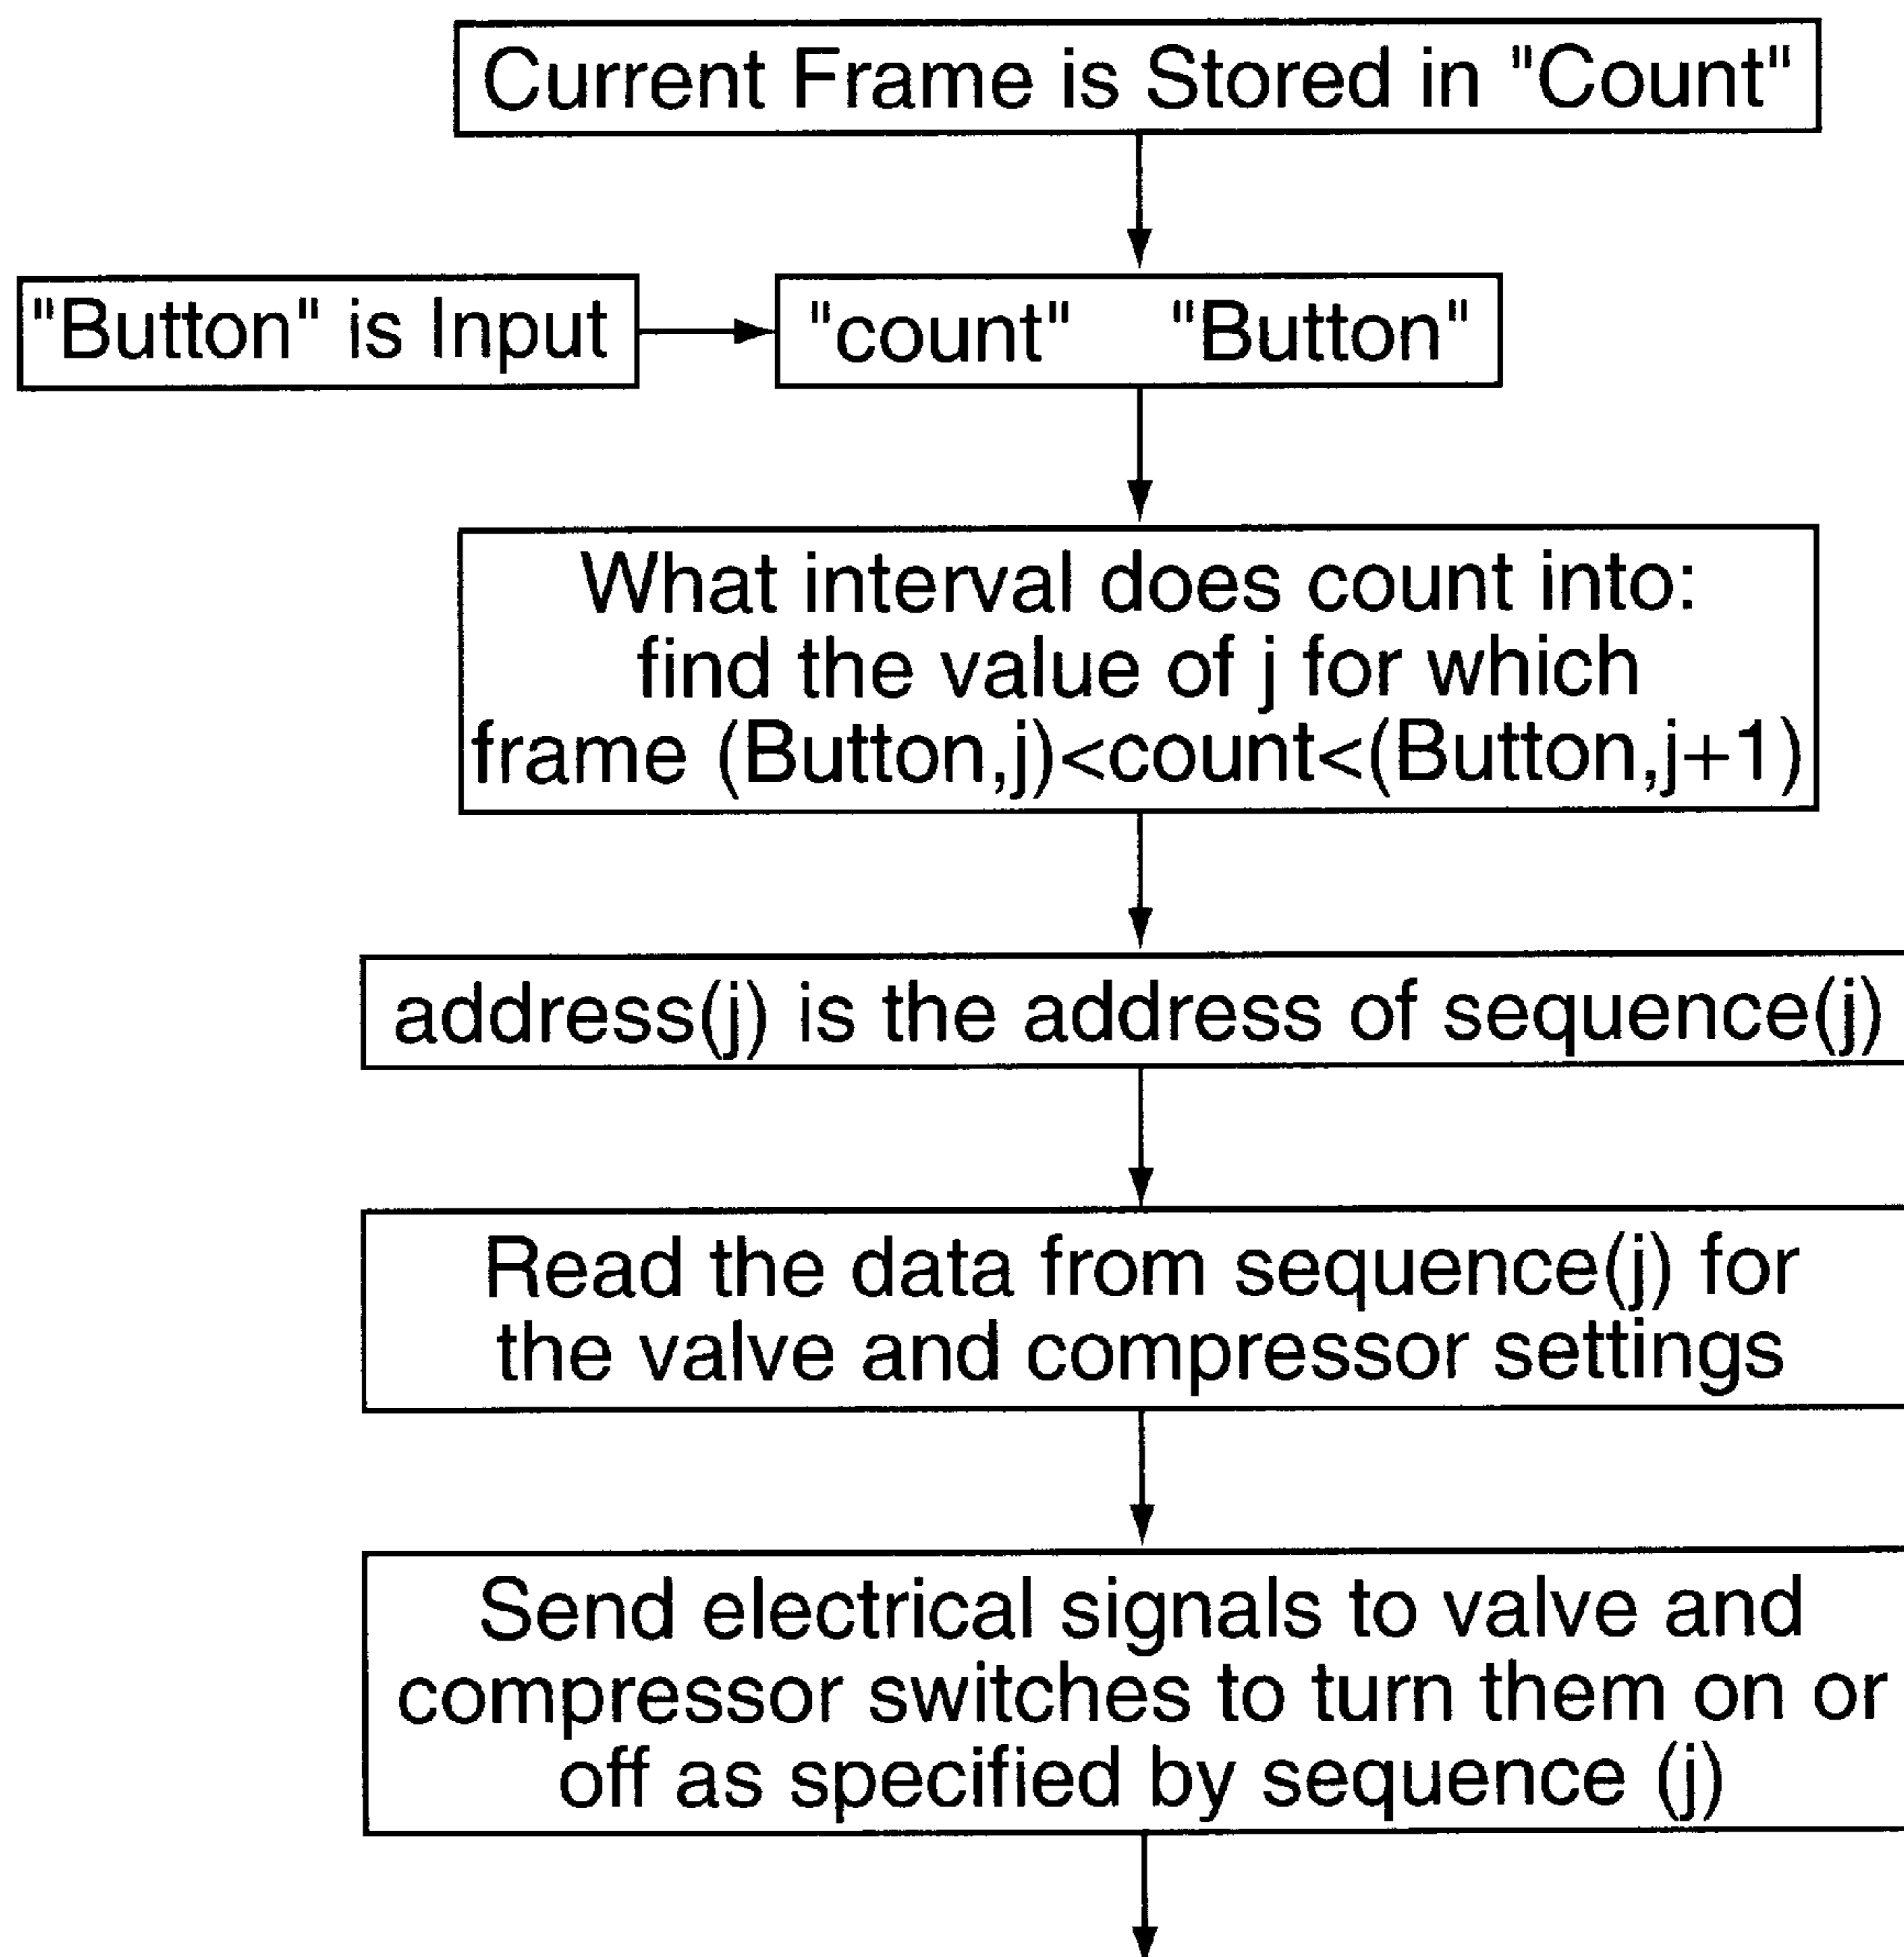 Current Frame is Stored in "Count"
"Button" is Input
"count" "Button"
What interval does count into:
find the value of j for which
frame (Button,j)<count<(Button,j+1)
address(j) is the address of sequence(j)
Read the data from sequence(j) for
the valve and compressor settings
Send electrical signals to valve and
compressor switches to turn them on or
off as specified by sequence (j)